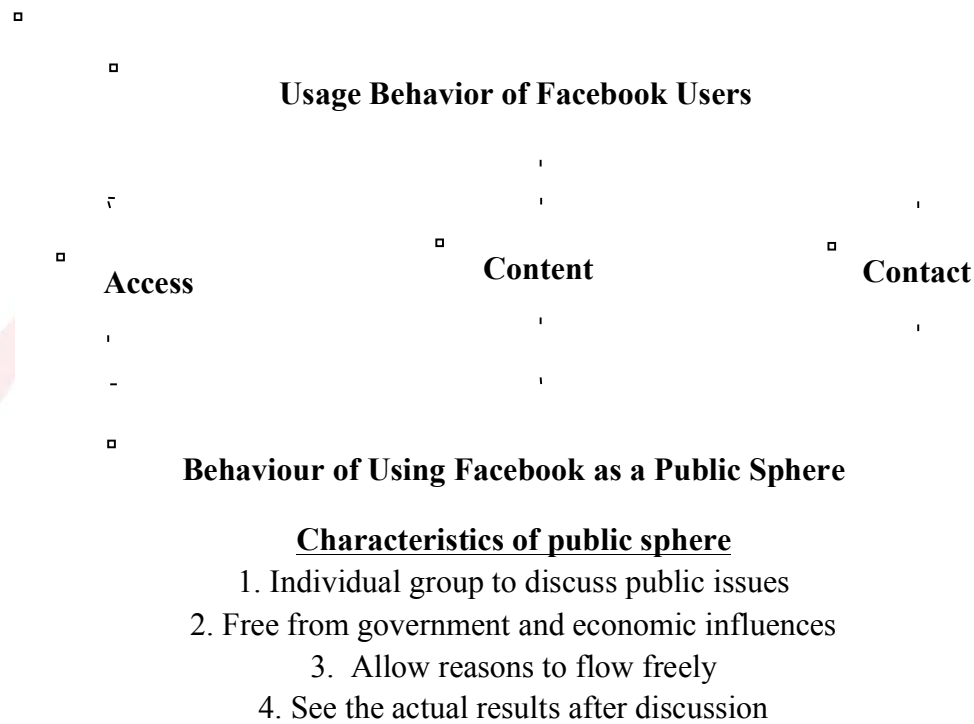 Usage Behavior of Facebook Users
Access
Content
Contact
Behaviour of Using Facebook as a Public Sphere
Characteristics of public sphere
1. Individual group to discuss public issues
2. Free from government and economic influences
3. Allow reasons to flow freely
4. See the actual results after discussion